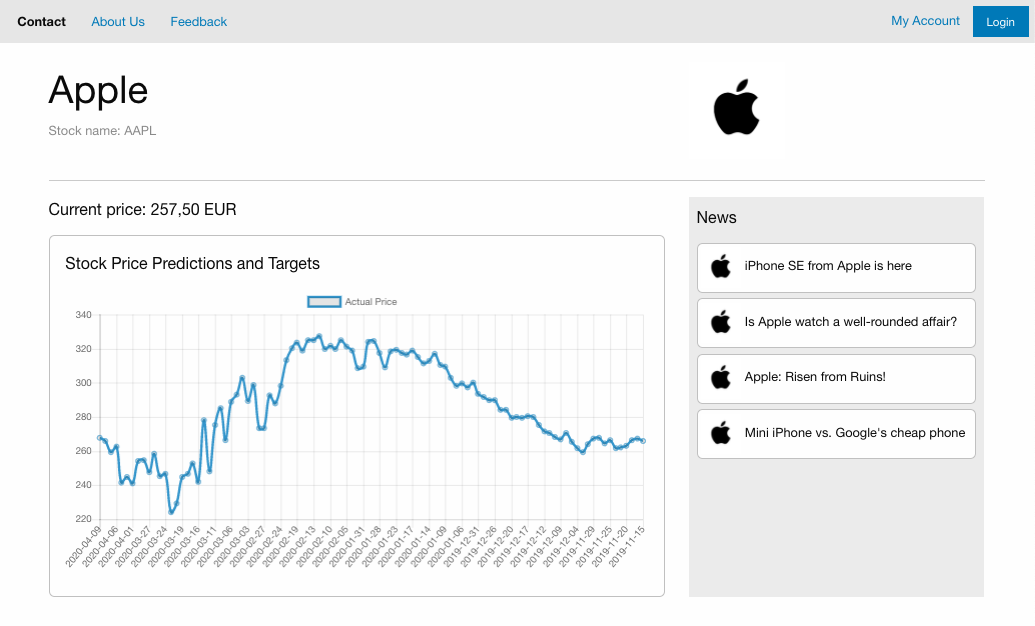 Contact About Us Feedback My Account Login
Apple
Stock name: AAPL
Current price: 257,50 EUR
Stock Price Predictions and Targets
Actual Price
340
320
300
280
260
240
220
2020-04-09 2020-04-06 2020-04-01 2020-03-27 2020-03-24 2020-03-19 2020-03-16 2020-03-11 2020-03-06 2020-03-03 2020-02-27 2020-02-24 2020-02-19 2020-02-13 2020-02-10 2020-02-05 2020-01-31 2020-01-28 2020-01-23 2020-01-17 2020-01-14 2020-01-09 2020-01-06 2019-12-31 2019-12-26 2019-12-20 2019-12-17 2019-12-12 2019-12-09 2019-12-04 2019-11-29 2019-11-25 2019-11-20 2019-11-15
News
iPhone SE from Apple is here
Is Apple watch a well-rounded affair?
Apple: Risen from Ruins!
Mini iPhone vs. Google's cheap phone